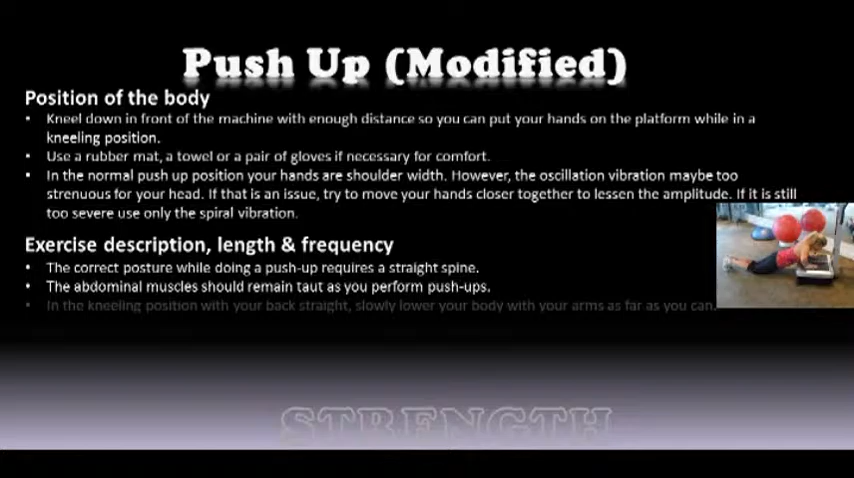 Push Up (Modified)
Position of the body
• Kneel down in front of the machine with enough distance so you can put your hands on the platform while in a
kneeling position.
• Use a rubber mat, a towel or a pair of gloves if necessary for comfort.
• In the normal push up position your hands are shoulder width. However, the oscillation vibration maybe too
strenuous for your head. If that is an issue, try to move your hands closer together to lessen the amplitude. If it is still
too severe use only the spiral vibration.
Exercise description, length & frequency
• The correct posture while doing a push-up requires a straight spine.
• The abdominal muscles should remain taut as you perform push-ups.
• In the kneeling position with your back straight, slowly lower your body with your arms as far as you can.
STRENGTH